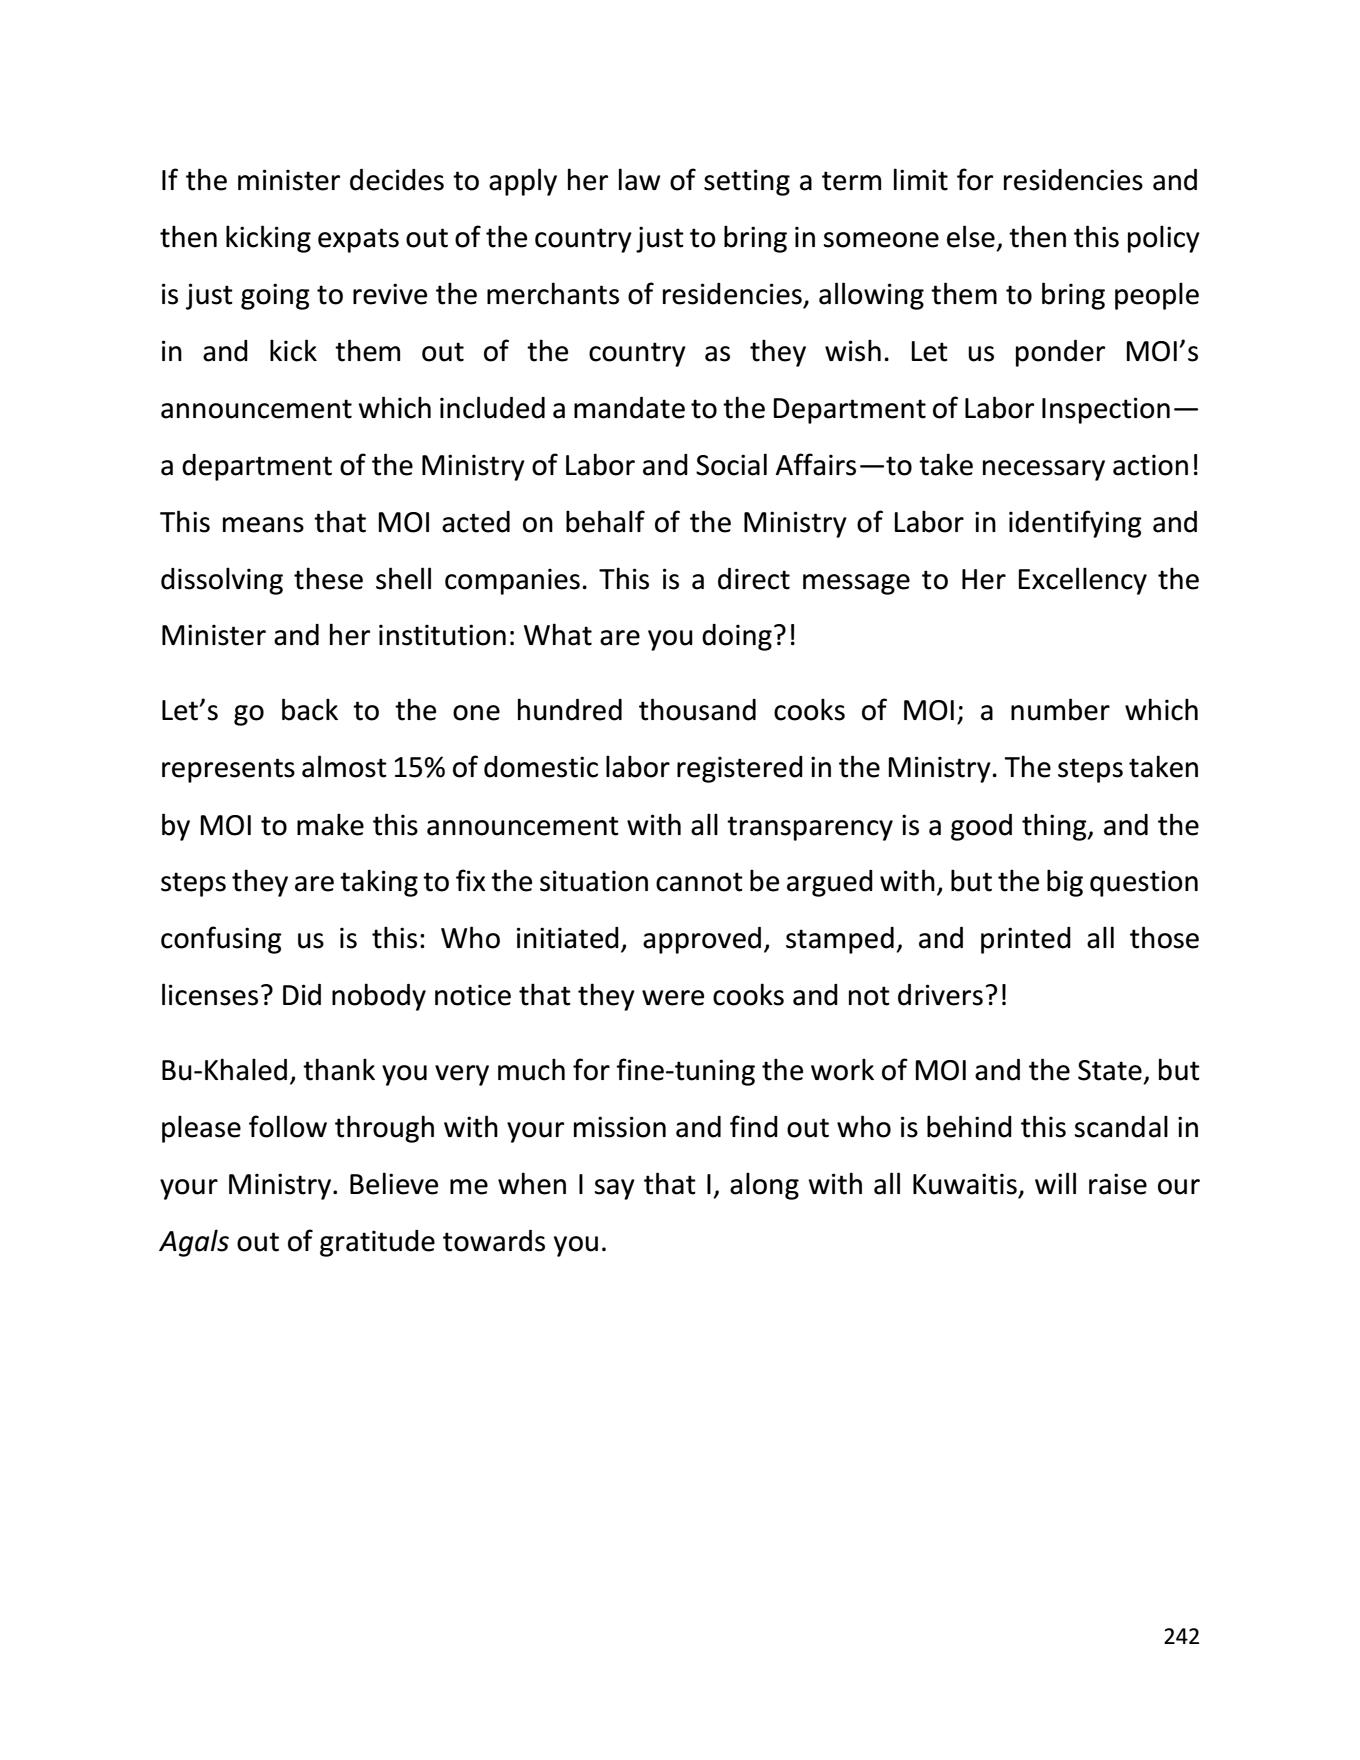 If the minister decides to apply her law of setting a term limit for residencies and
then kicking expats out of the country just to bring in someone else, then this policy
is just going to revive the merchants of residencies, allowing them to bring people
in and kick them out of the country as they wish. Let us ponder MOI’s
announcement which included a mandate to the Department of Labor Inspection—
a department of the Ministry of Labor and Social Affairs—to take necessary action!
This means that MOI acted on behalf of the Ministry of Labor in identifying and
dissolving these shell companies. This is a direct message to Her Excellency the
Minister and her institution: What are you doing?!
Let’s go back to the one hundred thousand cooks of MOI; a number which
represents almost 15% of domestic labor registered in the Ministry. The steps taken
by MOI to make this announcement with all transparency is a good thing, and the
steps they are taking to fix the situation cannot be argued with, but the big question
confusing us is this: Who initiated, approved, stamped, and printed all those
licenses? Did nobody notice that they were cooks and not drivers?!
Bu-Khaled, thank you very much for fine-tuning the work of MOI and the State, but
please follow through with your mission and find out who is behind this scandal in
your Ministry. Believe me when I say that I, along with all Kuwaitis, will raise our
Agals out of gratitude towards you.
242